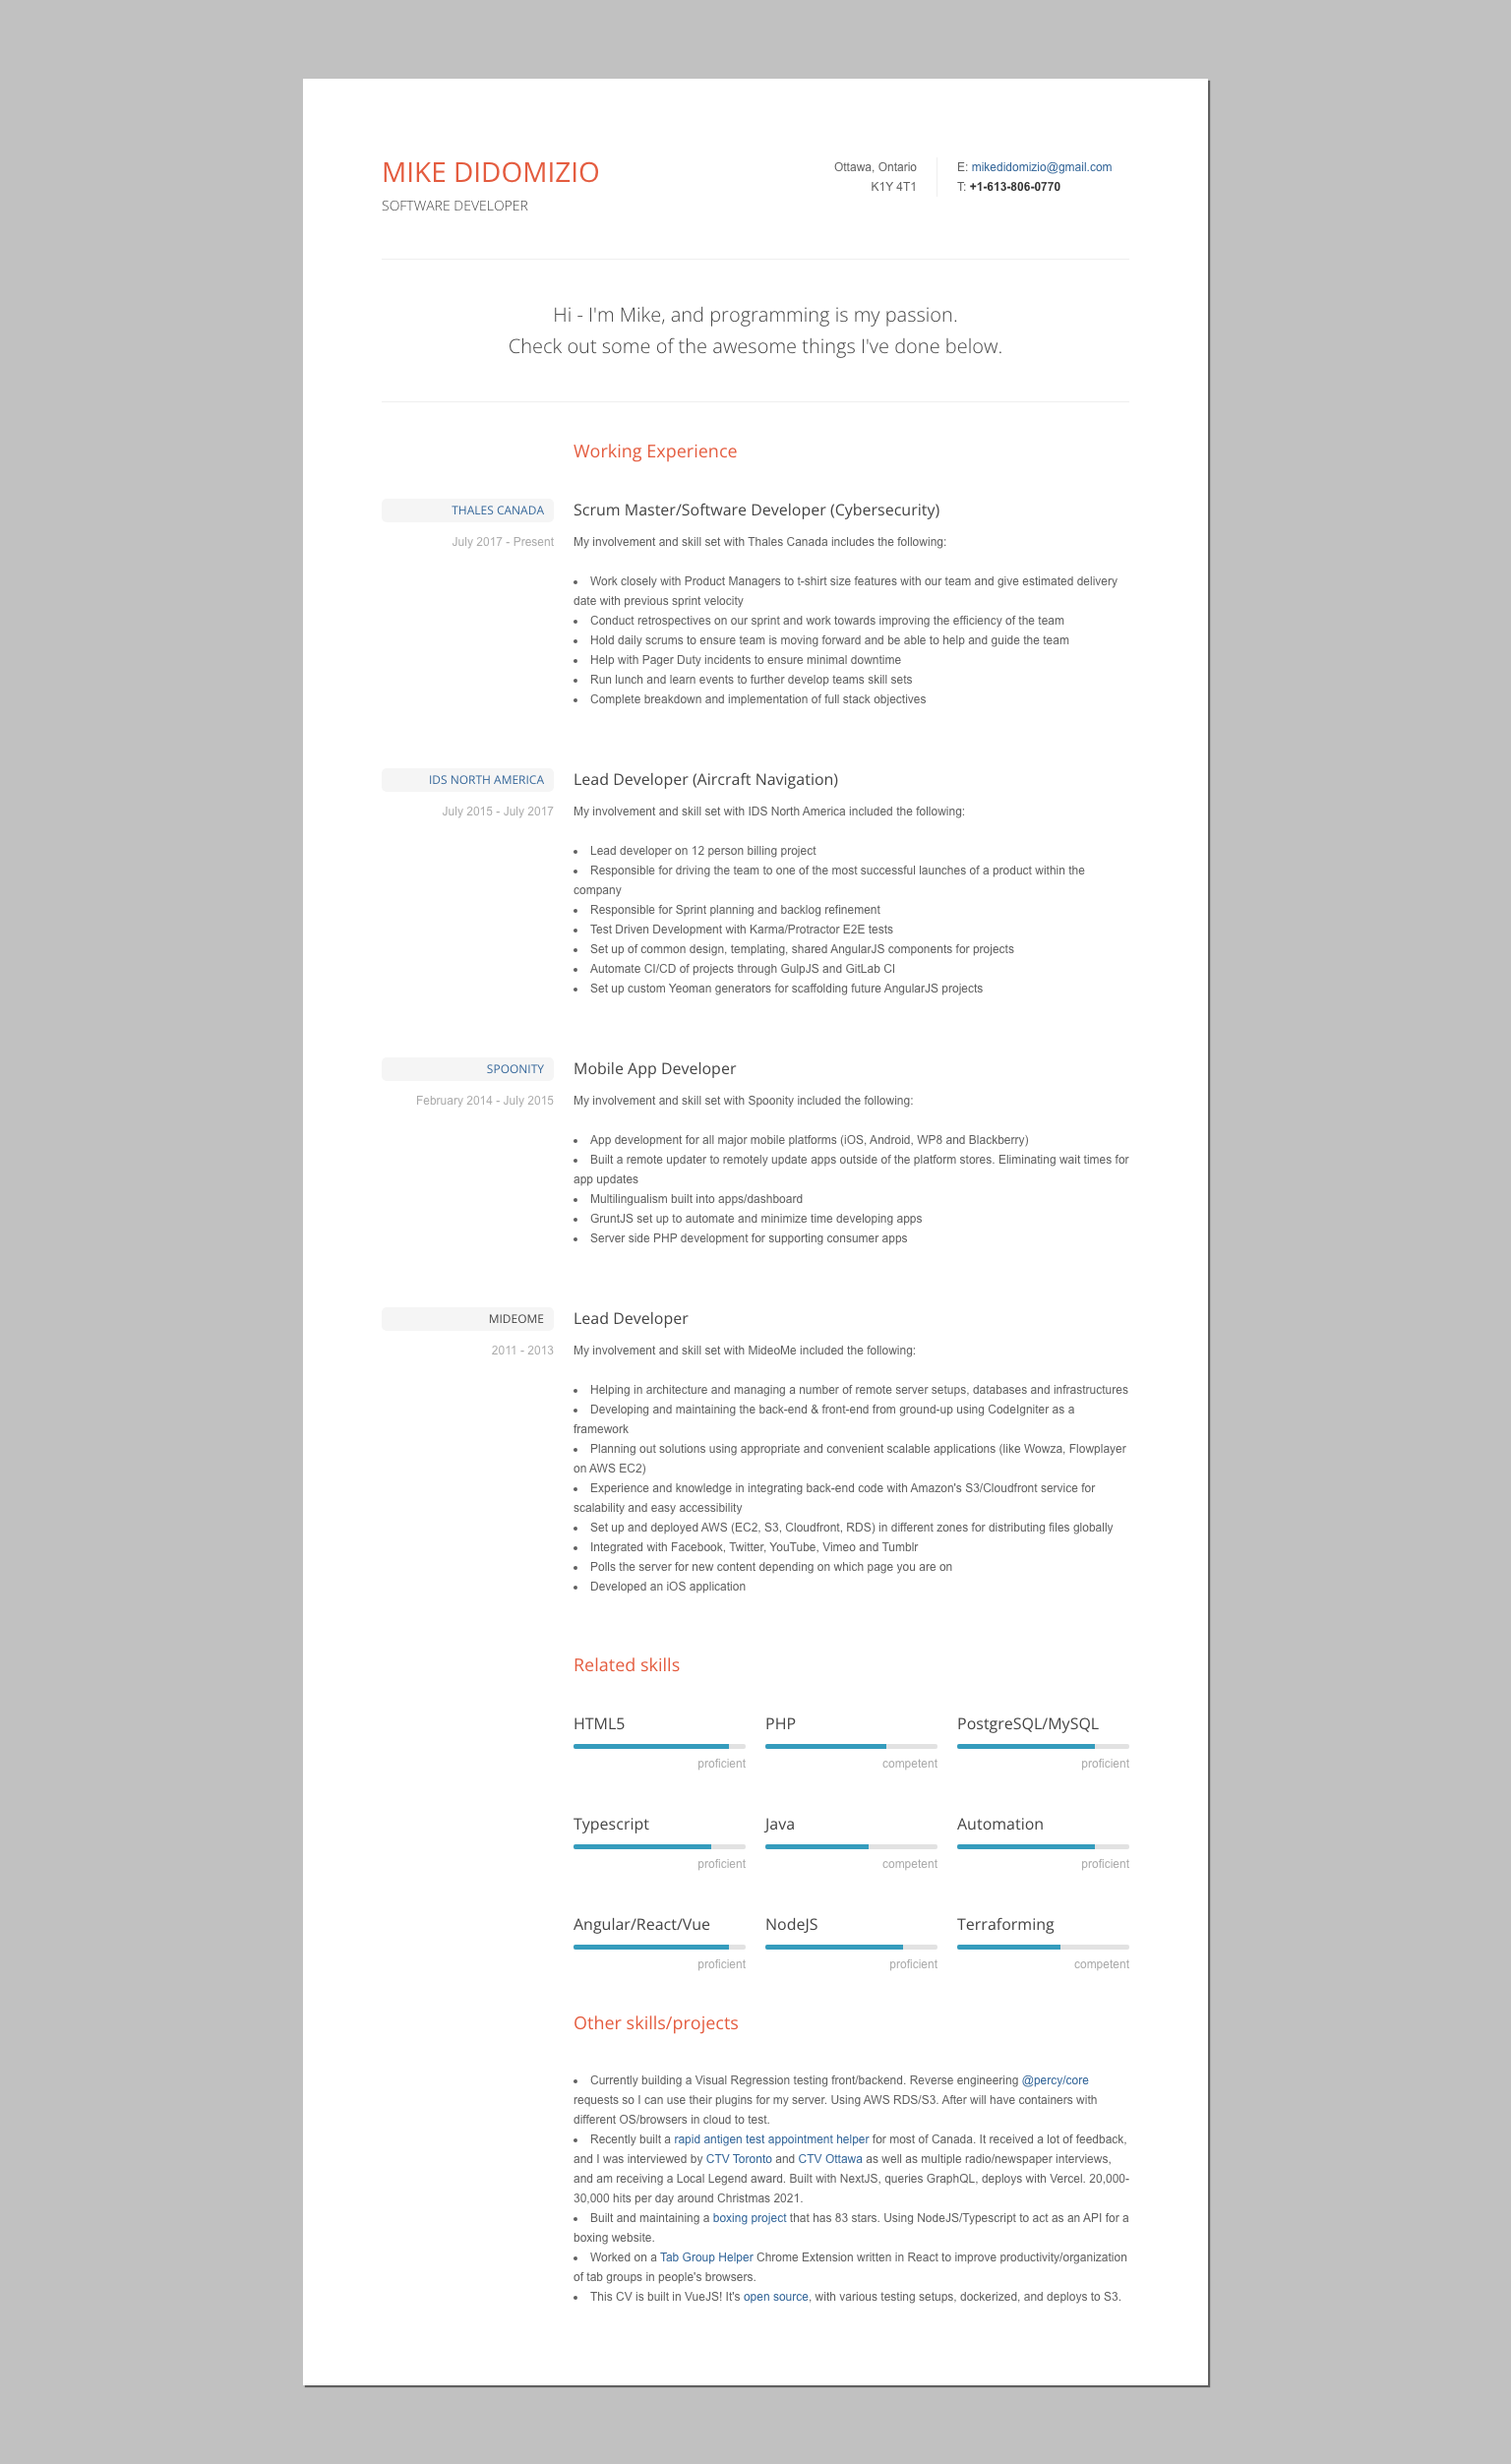 MIKE DIDOMIZIO
SOFTWARE DEVELOPER
Ottawa, Ontario
K1Y 4T1
E: mikedidomizio@gmail.com
T: +1-613-806-0770
Hi - I'm Mike, and programming is my passion.
Check out some of the awesome things I've done below.
Working Experience
THALES CANADA
July 2017 - Present
Scrum Master/Software Developer (Cybersecurity)
My involvement and skill set with Thales Canada includes the following:
• Work closely with Product Managers to t-shirt size features with our team and give estimated delivery
date with previous sprint velocity
• Conduct retrospectives on our sprint and work towards improving the efficiency of the team
• Hold daily scrums to ensure team is moving forward and be able to help and guide the team
• Help with Pager Duty incidents to ensure minimal downtime
• Run lunch and learn events to further develop teams skill sets
• Complete breakdown and implementation of full stack objectives
IDS NORTH AMERICA
July 2015 - July 2017
Lead Developer (Aircraft Navigation)
My involvement and skill set with IDS North America included the following:
• Lead developer on 12 person billing project
• Responsible for driving the team to one of the most successful launches of a product within the
company
• Responsible for Sprint planning and backlog refinement
• Test Driven Development with Karma/Protractor E2E tests
• Set up of common design, templating, shared AngularJS components for projects
• Automate CI/CD of projects through GulpJS and GitLab CI
• Set up custom Yeoman generators for scaffolding future AngularJS projects
SPOONITY
February 2014 - July 2015
Mobile App Developer
My involvement and skill set with Spoonity included the following:
• App development for all major mobile platforms (iOS, Android, WP8 and Blackberry)
• Built a remote updater to remotely update apps outside of the platform stores. Eliminating wait times for
app updates
• Multilingualism built into apps/dashboard
• GruntJS set up to automate and minimize time developing apps
• Server side PHP development for supporting consumer apps
MIDEOME
2011 - 2013
Lead Developer
My involvement and skill set with MideoMe included the following:
• Helping in architecture and managing a number of remote server setups, databases and infrastructures
• Developing and maintaining the back-end & front-end from ground-up using CodeIgniter as a
framework
• Planning out solutions using appropriate and convenient scalable applications (like Wowza, Flowplayer
on AWS EC2)
• Experience and knowledge in integrating back-end code with Amazon's S3/Cloudfront service for
scalability and easy accessibility
• Set up and deployed AWS (EC2, S3, Cloudfront, RDS) in different zones for distributing files globally
• Integrated with Facebook, Twitter, YouTube, Vimeo and Tumblr
• Polls the server for new content depending on which page you are on
• Developed an iOS application
Related skills
HTML5 PHP PostgreSQL/MySQL
proficient competent proficient
Typescript Java Automation
proficient competent proficient
Angular/React/Vue NodeJS Terraforming
proficient proficient competent
Other skills/projects
• Currently building a Visual Regression testing front/backend. Reverse engineering @percy/core
requests so I can use their plugins for my server. Using AWS RDS/S3. After will have containers with
different OS/browsers in cloud to test.
• Recently built a rapid antigen test appointment helper for most of Canada. It received a lot of feedback,
and I was interviewed by CTV Toronto and CTV Ottawa as well as multiple radio/newspaper interviews,
and am receiving a Local Legend award. Built with NextJS, queries GraphQL, deploys with Vercel. 20,000-
30,000 hits per day around Christmas 2021.
• Built and maintaining a boxing project that has 83 stars. Using NodeJS/Typescript to act as an API for a
boxing website.
• Worked on a Tab Group Helper Chrome Extension written in React to improve productivity/organization
of tab groups in people's browsers.
• This CV is built in VueJS! It's open source, with various testing setups, dockerized, and deploys to S3.